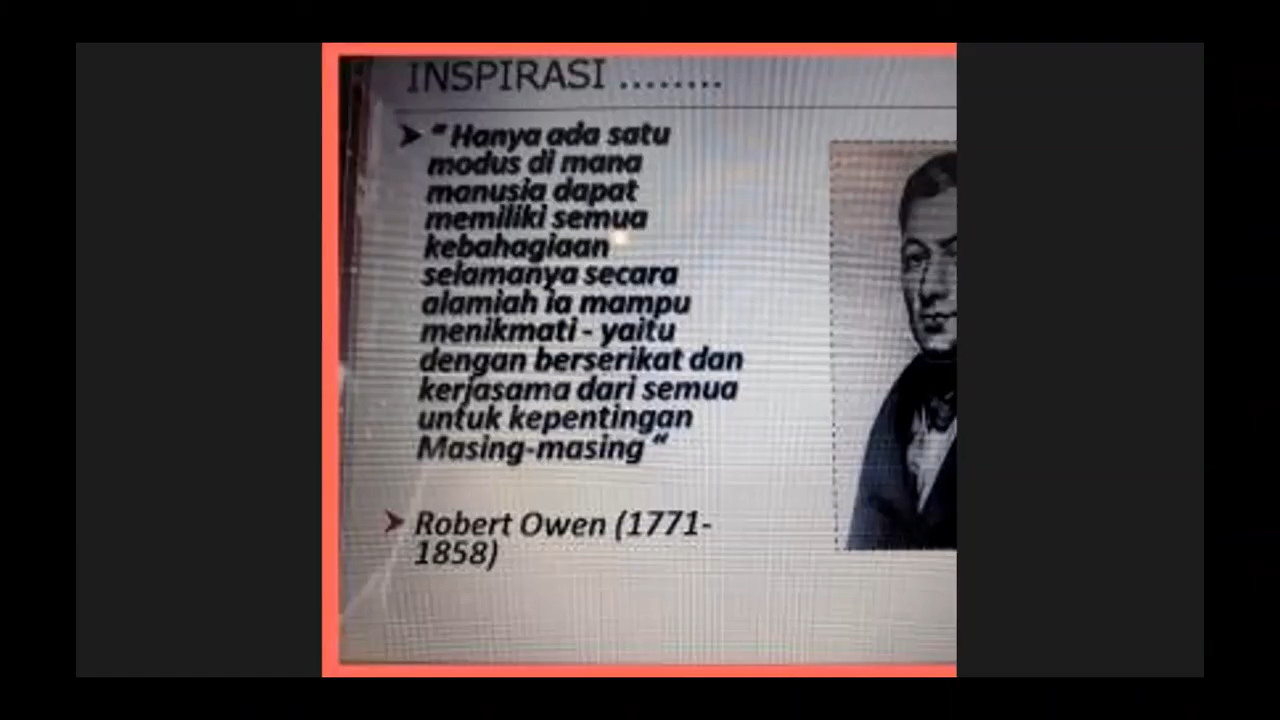 INSPIRASI ........
➤ “ Hanya ada satu
modus di mana
manusia dapat
memiliki semua
kebahagiaan
selamanya secara
alamiah ia mampu
menikmati - yaitu
dengan berserikat dan
kerjasama dari semua
untuk kepentingan
Masing-masing “
➤ Robert Owen (1771-
1858)